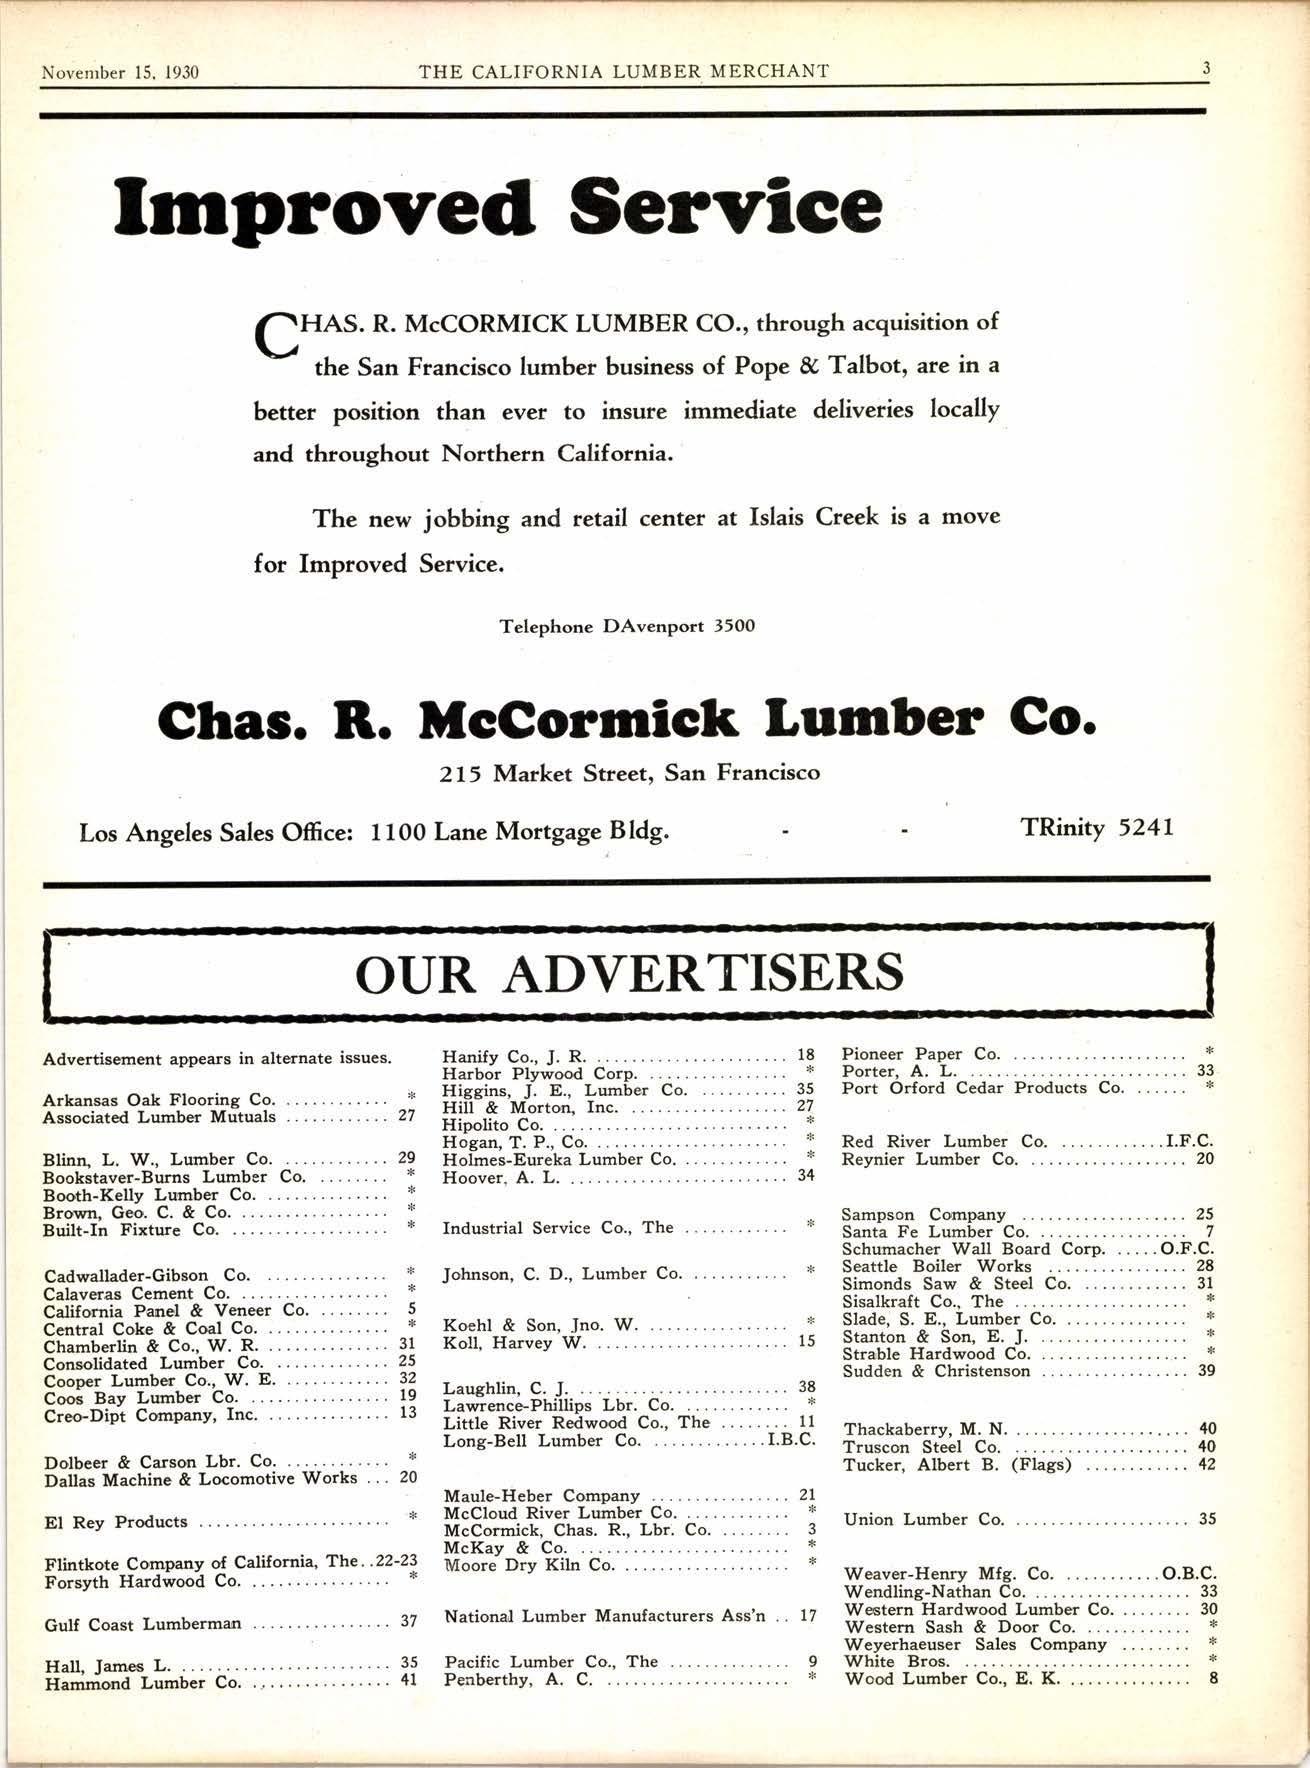 November 15, 1930 THE CALIFORNIA LUMBER MERCHANT 3
Improved Service
CHAS. R. McCORMICK LUMBER CO., through acquisition of
the San Francisco lumber business of Pope & Talbot, are in a
better position than ever to insure immediate deliveries locally
and throughout Northern California.
The new jobbing and retail center at Islais Creek is a move
for Improved Service.
Telephone DAvenport 3500
Chas. R. McCormick Lumber Co.
215 Market Street, San Francisco
Los Angeles Sales Office: 1100 Lane Mortgage Bldg. - - TRinity 5241
OUR ADVERTISERS
Advertisement appears in alternate issues.
Arkansas Oak Flooring Co. ............ *
Associated Lumber Mutuals ............ 27
Blinn, L. W., Lumber Co. ............ 29
Bookstaver-Burns Lumber Co. ........ *
Booth-Kelly Lumber Co. .............. *
Brown, Geo. C. & Co. ................. *
Built-In Fixture Co. .................. *
Cadwallader-Gibson Co. .............. *
Calaveras Cement Co. ................. *
California Panel & Veneer Co. ........ 5
Central Coke & Coal Co. .............. *
Chamberlin & Co., W. R. .............. 31
Consolidated Lumber Co. ............. 25
Cooper Lumber Co., W. E. ............ 32
Coos Bay Lumber Co. ................ 19
Creo-Dipt Company, Inc. .............. 13
Dolbeer & Carson Lbr. Co. ............ *
Dallas Machine & Locomotive Works ... 20
El Rey Products ...................... *
Flintkote Company of California, The..22-23
Forsyth Hardwood Co. ................ *
Gulf Coast Lumberman ................ 37
Hall, James L. ........................ 35
Hammond Lumber Co. ................ 41
Hanify Co., J. R. ...................... 18
Harbor Plywood Corp. ................ *
Higgins, J. E., Lumber Co. .......... 35
Hill & Morton, Inc. .................. 27
Hipolito Co. ........................... *
Hogan, T. P., Co. ...................... *
Holmes-Eureka Lumber Co. ............ *
Hoover, A. L. ......................... 34
Industrial Service Co., The ............ *
Johnson, C. D., Lumber Co. ........... *
Koehl & Son, Jno. W. ................ *
Koll, Harvey W. ...................... 15
Laughlin, C. J. ........................ 38
Lawrence-Phillips Lbr. Co. ............ *
Little River Redwood Co., The ........ 11
Long-Bell Lumber Co. .............I.B.C.
Maule-Heber Company ................ 21
McCloud River Lumber Co. ............ *
McCormick, Chas. R., Lbr. Co. ........ 3
McKay & Co. ........................ *
Moore Dry Kiln Co. ................... *
National Lumber Manufacturers Ass'n .. 17
Pacific Lumber Co., The .............. 9
Penberthy, A. C. ..................... *
Pioneer Paper Co. .................... *
Porter, A. L. ......................... 33
Port Orford Cedar Products Co. ...... *
Red River Lumber Co. ............I.F.C.
Reynier Lumber Co. .................. 20
Sampson Company ................... 25
Santa Fe Lumber Co. ................. 7
Schumacher Wall Board Corp. .....O.F.C.
Seattle Boiler Works ................ 28
Simonds Saw & Steel Co. ............ 31
Sisalkraft Co., The .................... *
Slade, S. E., Lumber Co. .............. *
Stanton & Son, E. J. ................. *
Strable Hardwood Co. ................. *
Sudden & Christenson ................. 39
Thackaberry, M. N. .................... 40
Truscon Steel Co. .................... 40
Tucker, Albert B. (Flags) ............ 42
Union Lumber Co. .................... 35
Weaver-Henry Mfg. Co. ...........O.B.C.
Wendling-Nathan Co. .................. 33
Western Hardwood Lumber Co. ........ 30
Western Sash & Door Co. ............ *
Weyerhaeuser Sales Company ........ *
White Bros. .......................... *
Wood Lumber Co., E. K. .............. 8